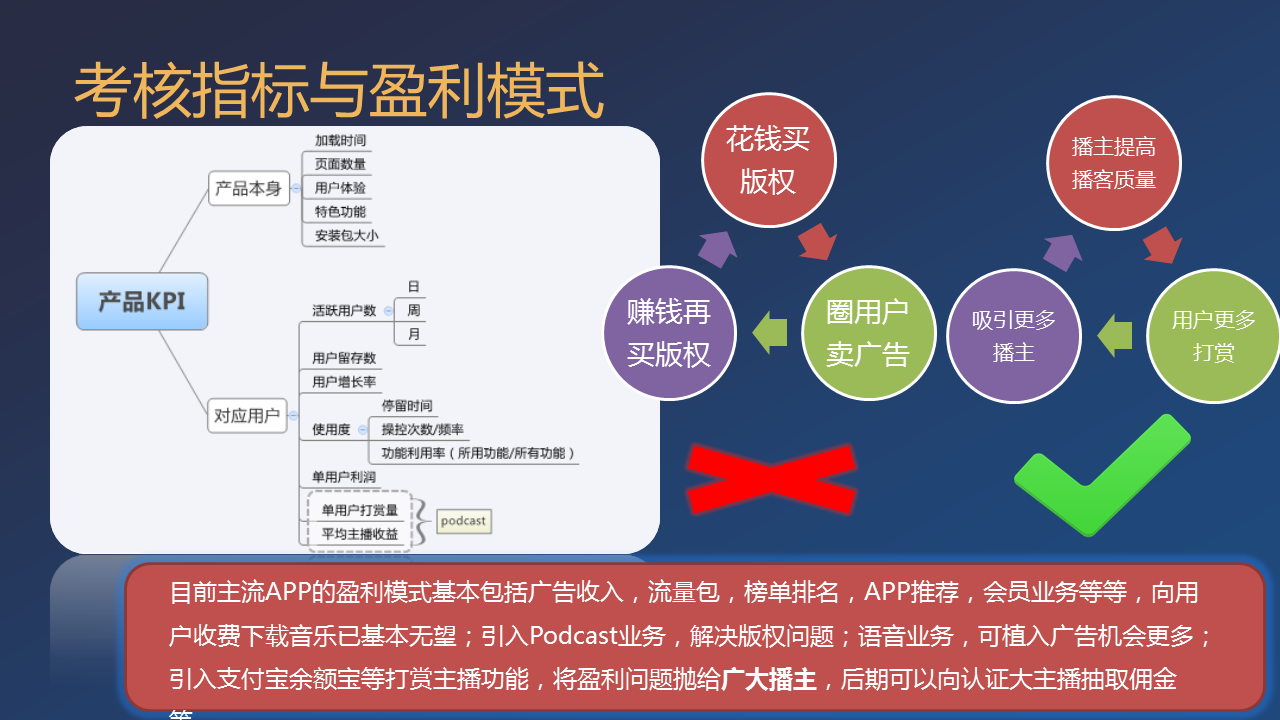 考核指标与盈利模式
产品KPI
产品本身
加载时间
页面数量
用户体验
特色功能
安装包大小
对应用户
活跃用户数
日
周
月
用户留存数
用户增长率
使用度
停留时间
操控次数/频率
功能利用率（所用功能/所有功能）
单用户利润
单用户打赏量
平均主播收益
podcast
花钱买
版权
圈用户
卖广告
赚钱再
买版权
播主提高
播客质量
用户更多
打赏
吸引更多
播主
目前主流APP的盈利模式基本包括广告收入，流量包，榜单排名，APP推荐，会员业务等等，向用
户收费下载音乐已基本无望；引入Podcast业务，解决版权问题；语音业务，可植入广告机会更多；
引入支付宝余额宝等打赏主播功能，将盈利问题抛给广大播主，后期可以向认证大主播抽取佣金
等